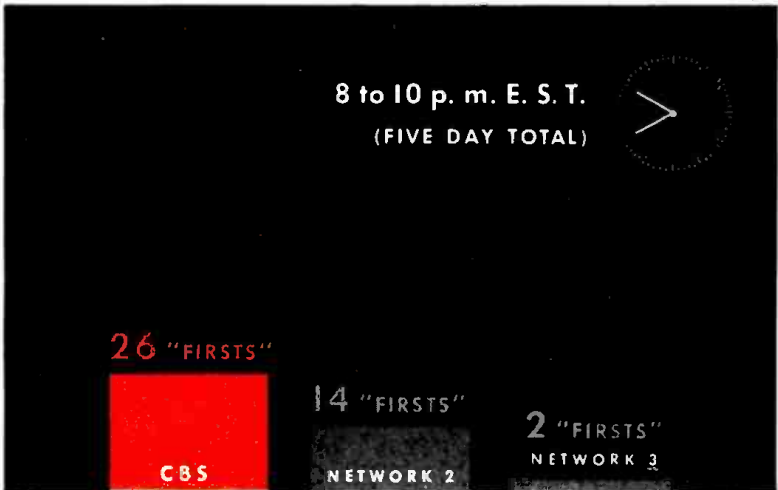 8 to 10 p. m. E. S. T.
(FIVE DAY TOTAL)
26 "FIRSTS"
CBS
14 "FIRSTS"
NETWORK 2
2 "FIRSTS"
NETWORK 3